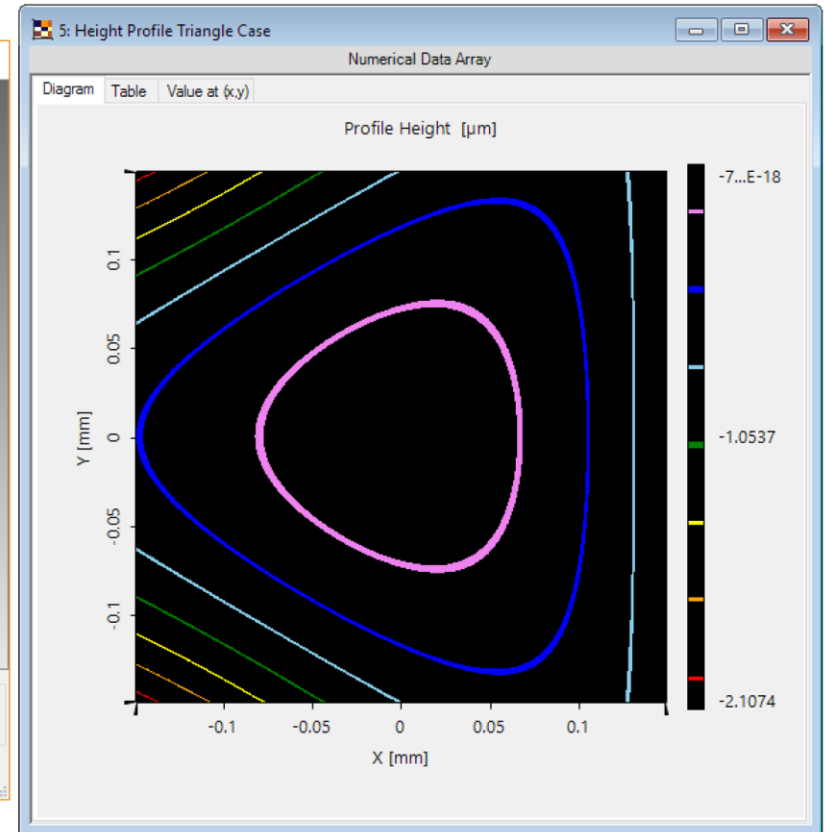 5: Height Profile Triangle Case
Numerical Data Array
Diagram Table Value at (x,y)
Profile Height [µm]
-7...E-18
-1.0537
-2.1074
0.1
0.05
0
-0.05
-0.1
Y [mm]
-0.1 -0.05 0 0.05 0.1
X [mm]